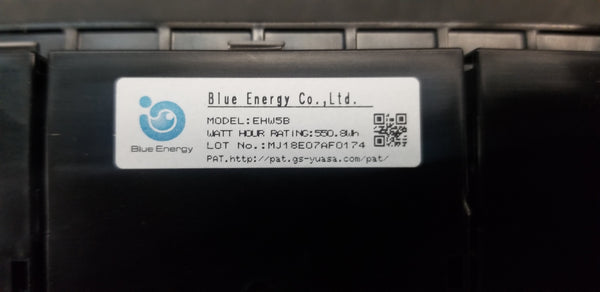 Blue Energy
Blue Energy Co.,Ltd.
MODEL:EHW5B
WATT HOUR RATING:550.8Wh
LOT No.:MJ18E07AF0174
PAT.http://pat.gs-yuasa.com/pat/